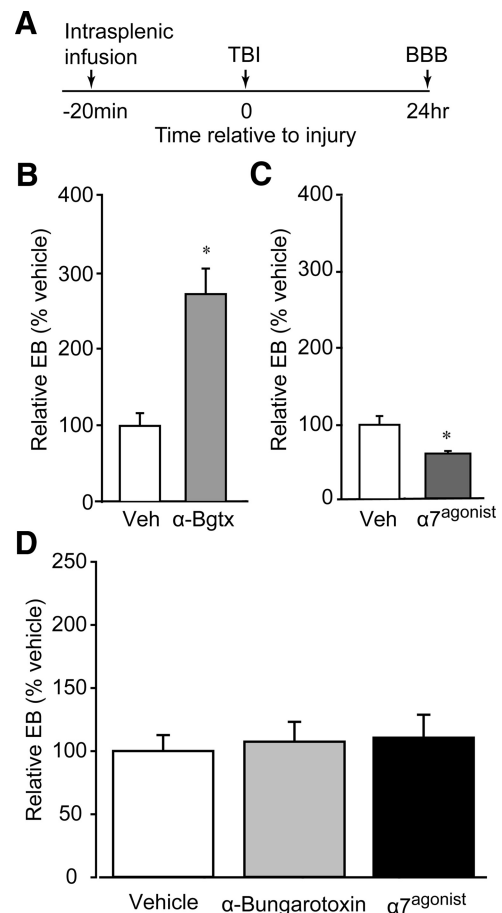 A
Intrasplenic
infusion
TBI
BBB
-20min
0
24hr
Time relative to injury
B
400
300
200
100
0
Relative EB (% vehicle)
*
Veh
α-Bgtx
C
400
300
200
100
0
Relative EB (% vehicle)
*
Veh
α7agonist
D
250
200
150
100
50
0
Relative EB (% vehicle)
Vehicle
α-Bungarotoxin
α7agonist